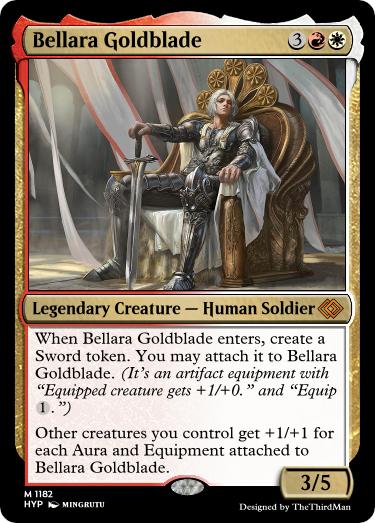 Bellara Goldblade 3
Legendary Creature — Human Soldier
When Bellara Goldblade enters, create a
Sword token. You may attach it to Bellara
Goldblade. (It's an artifact equipment with
“Equipped creature gets +1/+0.” and “Equip
1.”)
Other creatures you control get +1/+1 for
each Aura and Equipment attached to
Bellara Goldblade.
3/5
M 1182
HYP MINGRUTU
Designed by TheThirdMan